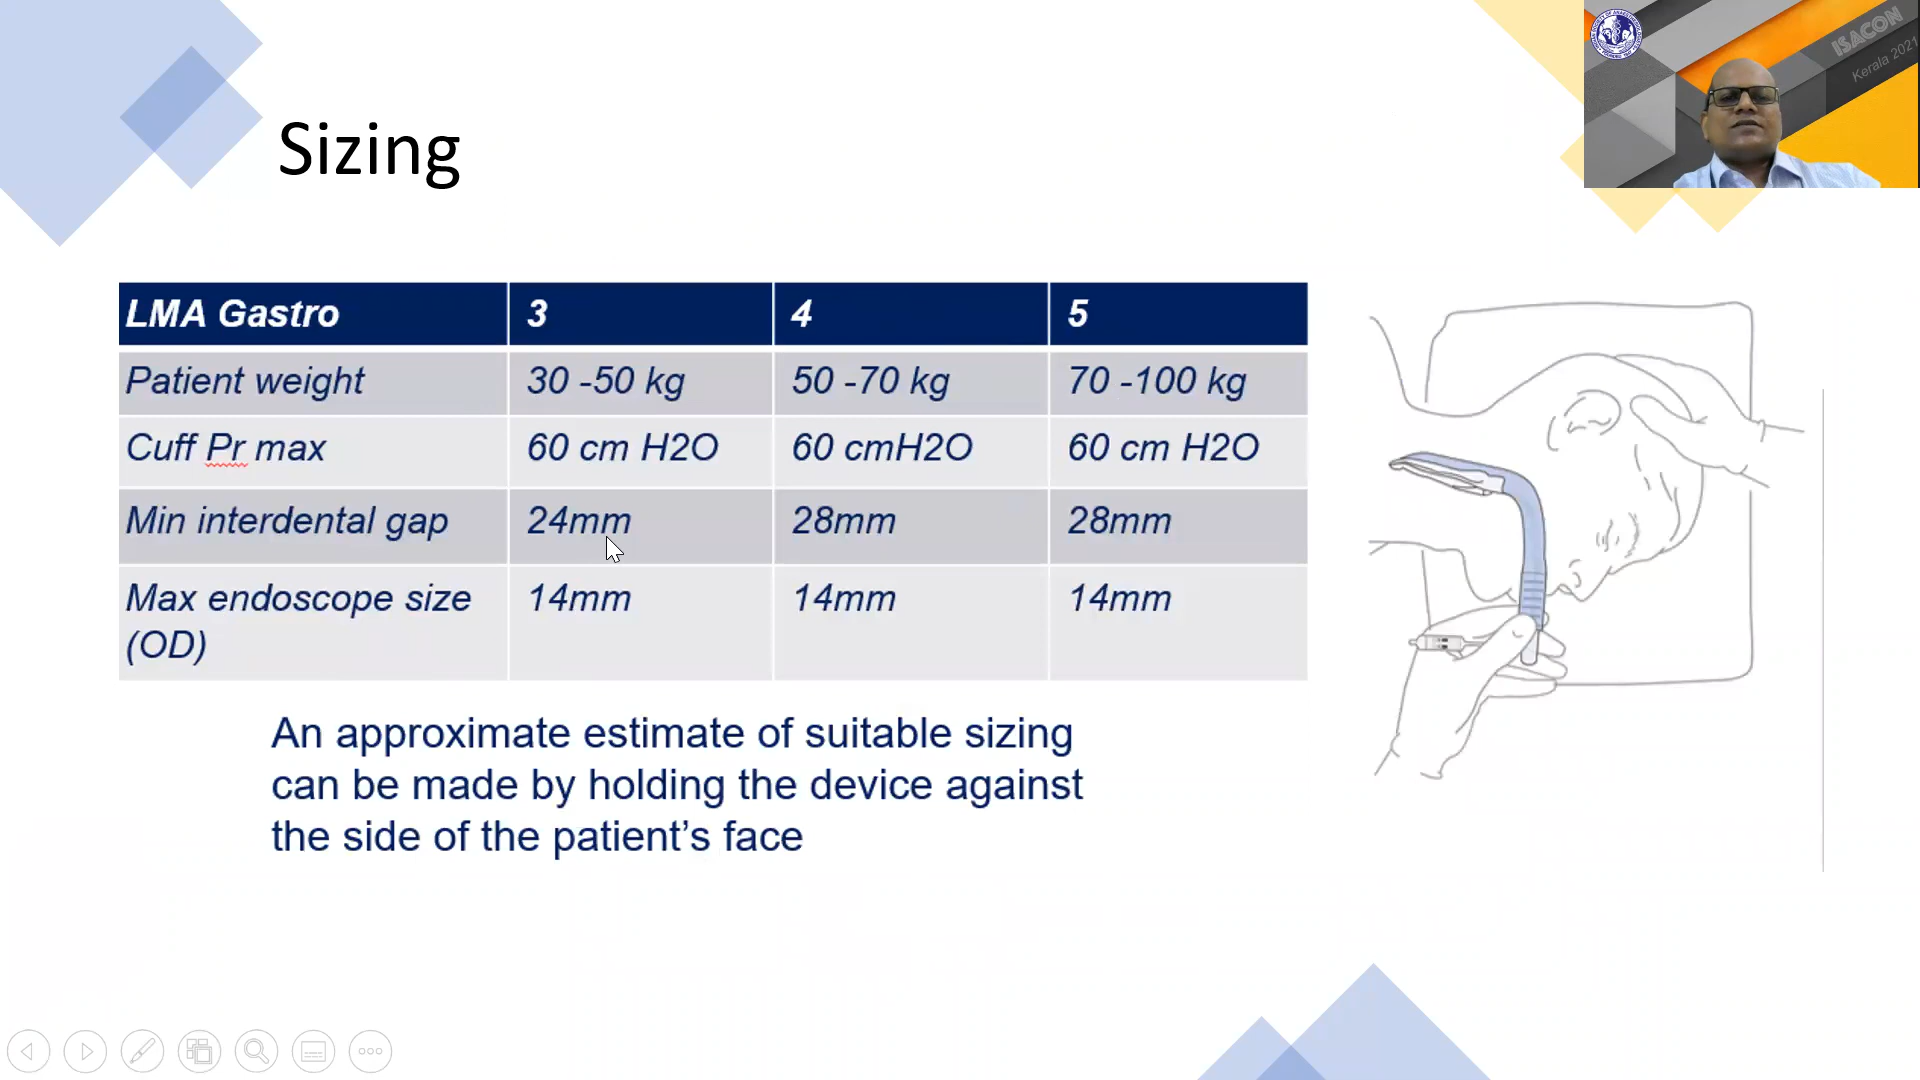 ISACON
Kerala 2021
Sizing
LMA Gastro 3 4 5
Patient weight 30 -50 kg 50 -70 kg 70 -100 kg
Cuff Pr max 60 cm H2O 60 cmH2O 60 cm H2O
Min interdental gap 24mm 28mm 28mm
Max endoscope size 14mm 14mm 14mm
(OD)
An approximate estimate of suitable sizing
can be made by holding the device against
the side of the patient’s face